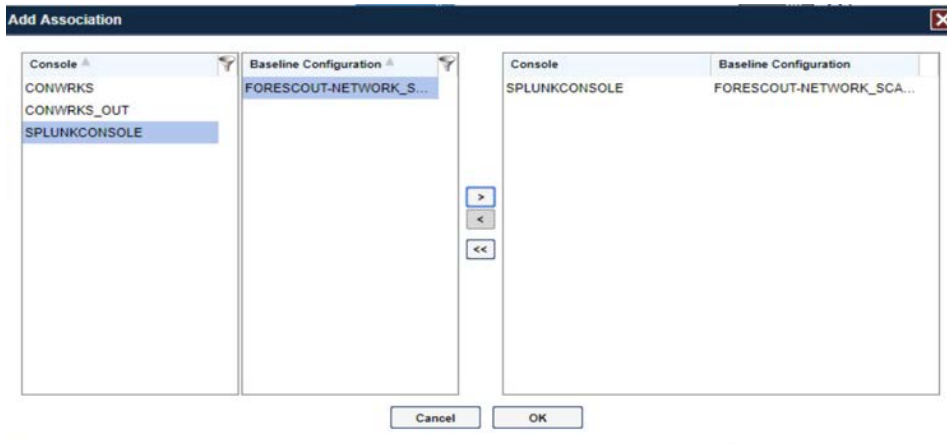 Add Association
Console Baseline Configuration Console Baseline Configuration
CONWRKS FORESCOUT-NETWORK_S... SPLUNKCONSOLE FORESCOUT-NETWORK_SCA...
CONWRKS_OUT
SPLUNKCONSOLE
>
<
<<
Cancel OK